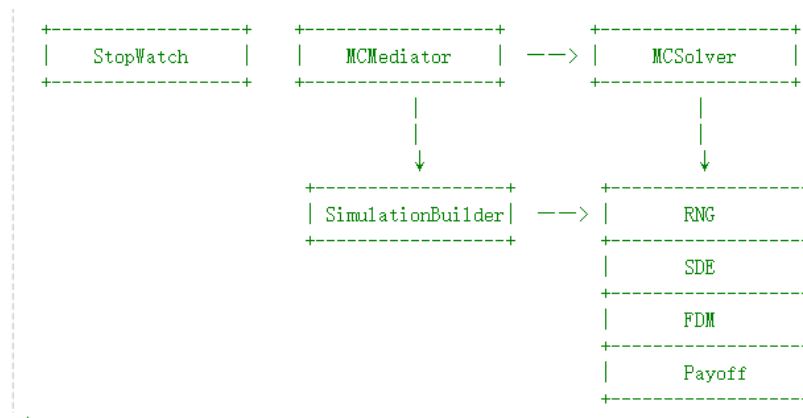 StopWatch MCMediator MCSolver
SimulationBuilder RNG
SDE
FDM
Payoff